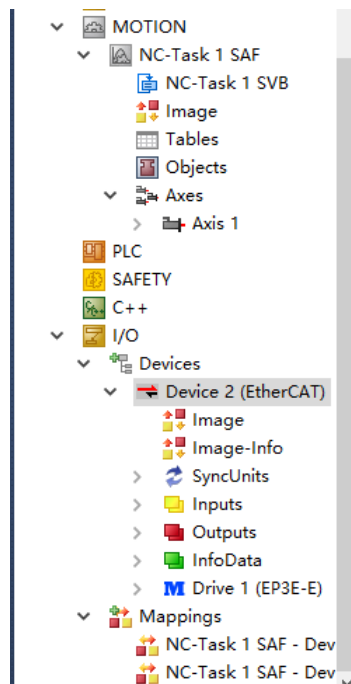 MOTION
NC-Task 1 SAF
NC-Task 1 SVB
Image
Tables
Objects
Axes
Axis 1
PLC
SAFETY
C++
I/O
Devices
Device 2 (EtherCAT)
Image
Image-Info
SyncUnits
Inputs
Outputs
InfoData
Drive 1 (EP3E-E)
Mappings
NC-Task 1 SAF - Dev
NC-Task 1 SAF - Dev